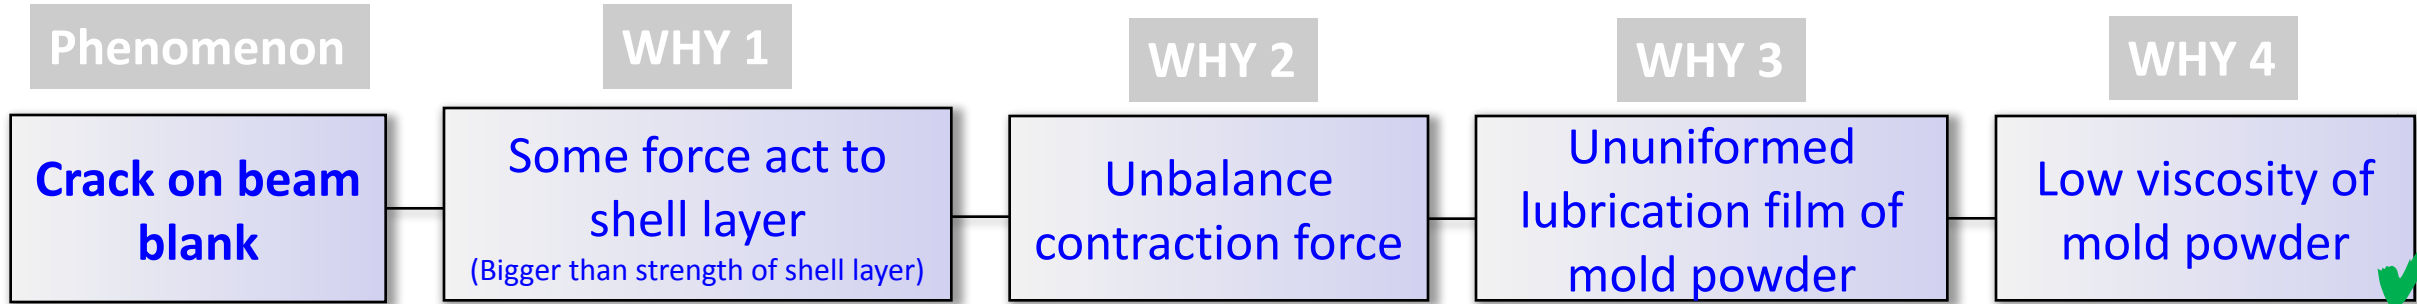 Phenomenon
WHY 1
WHY 2
WHY 3
WHY 4
Crack on beam
blank
Some force act to
shell layer
(Bigger than strength of shell layer)
Unbalance
contraction force
Ununiformed
lubrication film of
mold powder
Low viscosity of
mold powder